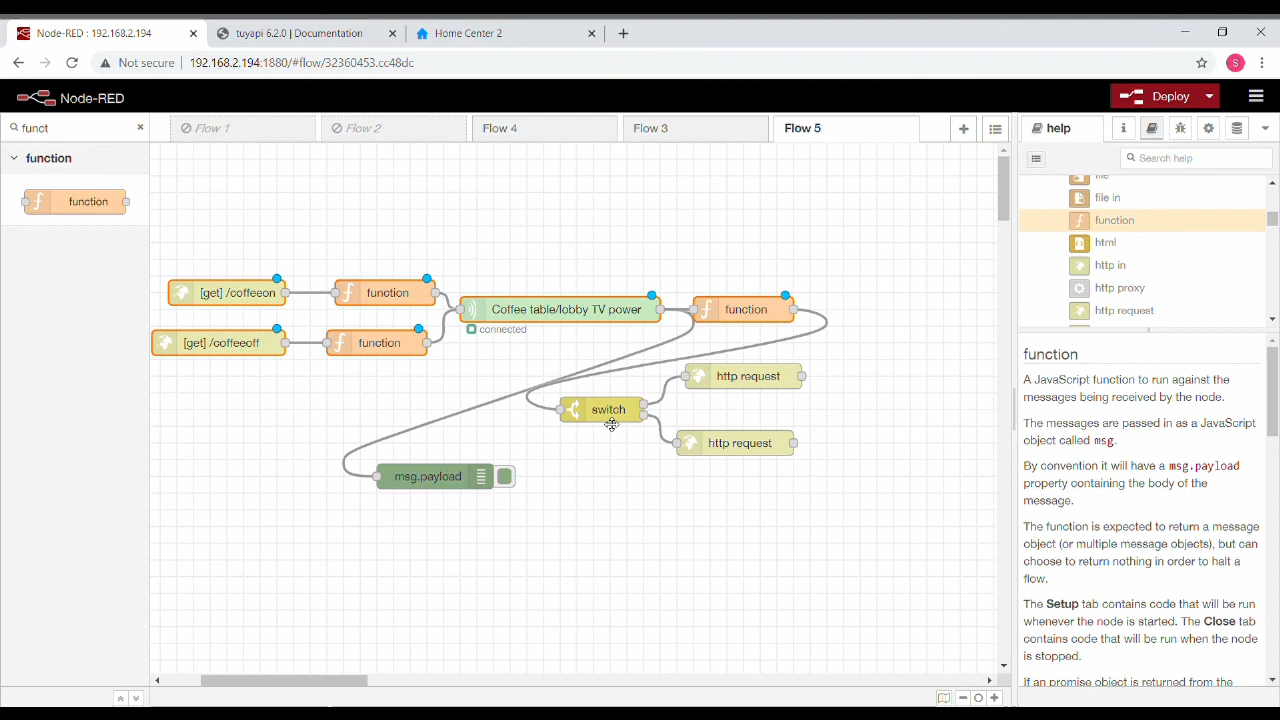 Node-RED : 192.168.2.194
tuyapi 6.2.0 | Documentation
Home Center 2
Not secure
192.168.2.194:1880/#flow/32360453.cc48dc
S
Node-RED
Deploy
funct
Flow 1
Flow 2
Flow 4
Flow 3
Flow 5
help
Search help
function
function
[get] /coffeeon
function
Coffee table/lobby TV power
function
connected
[get] /coffeeoff
function
http request
switch
http request
msg.payload
file
file in
function
html
http in
http proxy
http request
function
A JavaScript function to run against the
messages being received by the node.
The messages are passed in as a JavaScript
object called msg.
By convention it will have a msg.payload
property containing the body of the
message.
The function is expected to return a message
object (or multiple message objects), but can
choose to return nothing in order to halt a
flow.
The Setup tab contains code that will be run
whenever the node is started. The Close tab
contains code that will be run when the node
is stopped.
If an promise object is returned from the